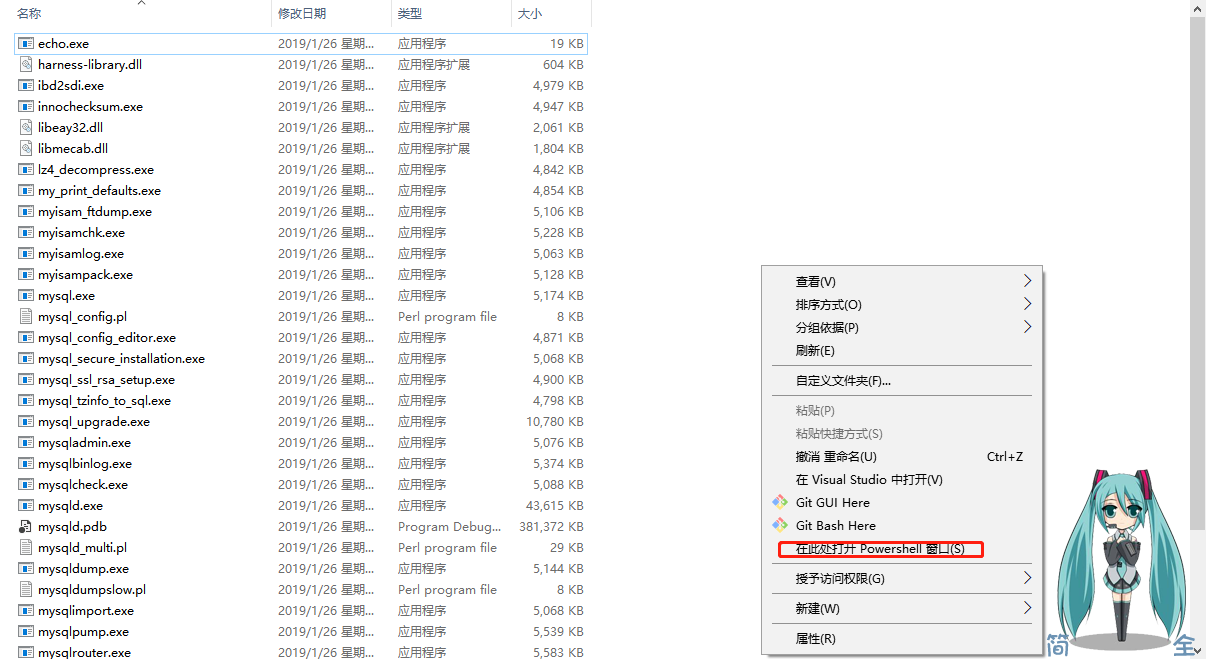 名称 修改日期 类型 大小
echo.exe 2019/1/26 星期... 应用程序 19 KB
harness-library.dll 2019/1/26 星期... 应用程序扩展 604 KB
ibd2sdi.exe 2019/1/26 星期... 应用程序 4,979 KB
innochecksum.exe 2019/1/26 星期... 应用程序 4,947 KB
libeay32.dll 2019/1/26 星期... 应用程序扩展 2,061 KB
libmecab.dll 2019/1/26 星期... 应用程序扩展 1,804 KB
lz4_decompress.exe 2019/1/26 星期... 应用程序 4,842 KB
my_print_defaults.exe 2019/1/26 星期... 应用程序 4,854 KB
myisam_ftdump.exe 2019/1/26 星期... 应用程序 5,106 KB
myisamchk.exe 2019/1/26 星期... 应用程序 5,228 KB
myisamlog.exe 2019/1/26 星期... 应用程序 5,063 KB
myisampack.exe 2019/1/26 星期... 应用程序 5,128 KB
mysql.exe 2019/1/26 星期... 应用程序 5,174 KB
mysql_config.pl 2019/1/26 星期... Perl program file 8 KB
mysql_config_editor.exe 2019/1/26 星期... 应用程序 4,871 KB
mysql_secure_installation.exe 2019/1/26 星期... 应用程序 5,068 KB
mysql_ssl_rsa_setup.exe 2019/1/26 星期... 应用程序 4,900 KB
mysql_tzinfo_to_sql.exe 2019/1/26 星期... 应用程序 4,798 KB
mysql_upgrade.exe 2019/1/26 星期... 应用程序 10,780 KB
mysqladmin.exe 2019/1/26 星期... 应用程序 5,076 KB
mysqlbinlog.exe 2019/1/26 星期... 应用程序 5,374 KB
mysqlcheck.exe 2019/1/26 星期... 应用程序 5,088 KB
mysqld.exe 2019/1/26 星期... 应用程序 43,615 KB
mysqld.pdb 2019/1/26 星期... Program Debug... 381,372 KB
mysqld_multi.pl 2019/1/26 星期... Perl program file 29 KB
mysqldump.exe 2019/1/26 星期... 应用程序 5,144 KB
mysqldumpslow.pl 2019/1/26 星期... Perl program file 8 KB
mysqlimport.exe 2019/1/26 星期... 应用程序 5,068 KB
mysqlpump.exe 2019/1/26 星期... 应用程序 5,539 KB
mysqlrouter.exe 2019/1/26 星期... 应用程序 5,583 KB
查看(V)
排序方式(O)
分组依据(P)
刷新(E)
自定义文件夹(F)...
粘贴(P)
粘贴快捷方式(S)
撤消 重命名(U) Ctrl+Z
在 Visual Studio 中打开(V)
Git GUI Here
Git Bash Here
在此处打开 Powershell 窗口(S)
授予访问权限(G)
新建(W)
属性(R)
简 全